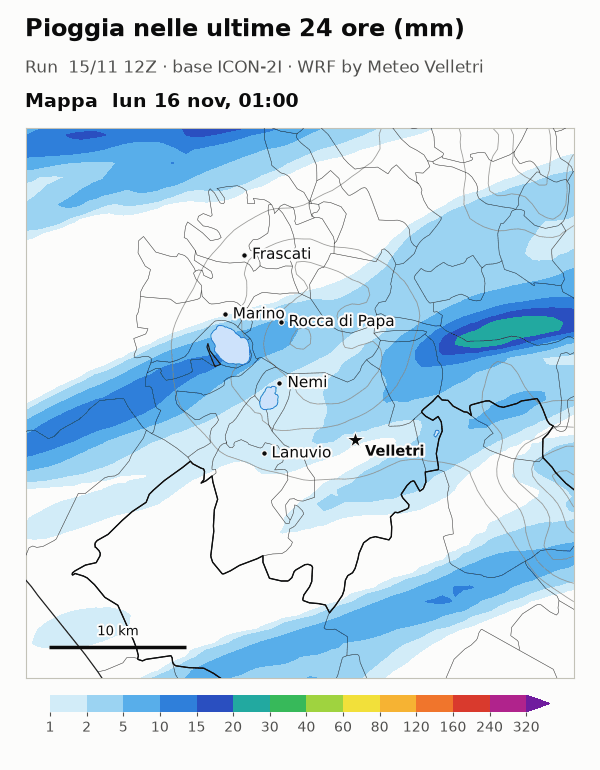 Pioggia nelle ultime 24 ore (mm)
Run  15/11 12Z · base ICON-2I · WRF by Meteo Velletri
Mappa  lun 16 nov, 01:00
Frascati
Marino
Rocca di Papa
Nemi
Velletri
Lanuvio
10 km
1 2 5 10 15 20 30 40 60 80 120 160 240 320